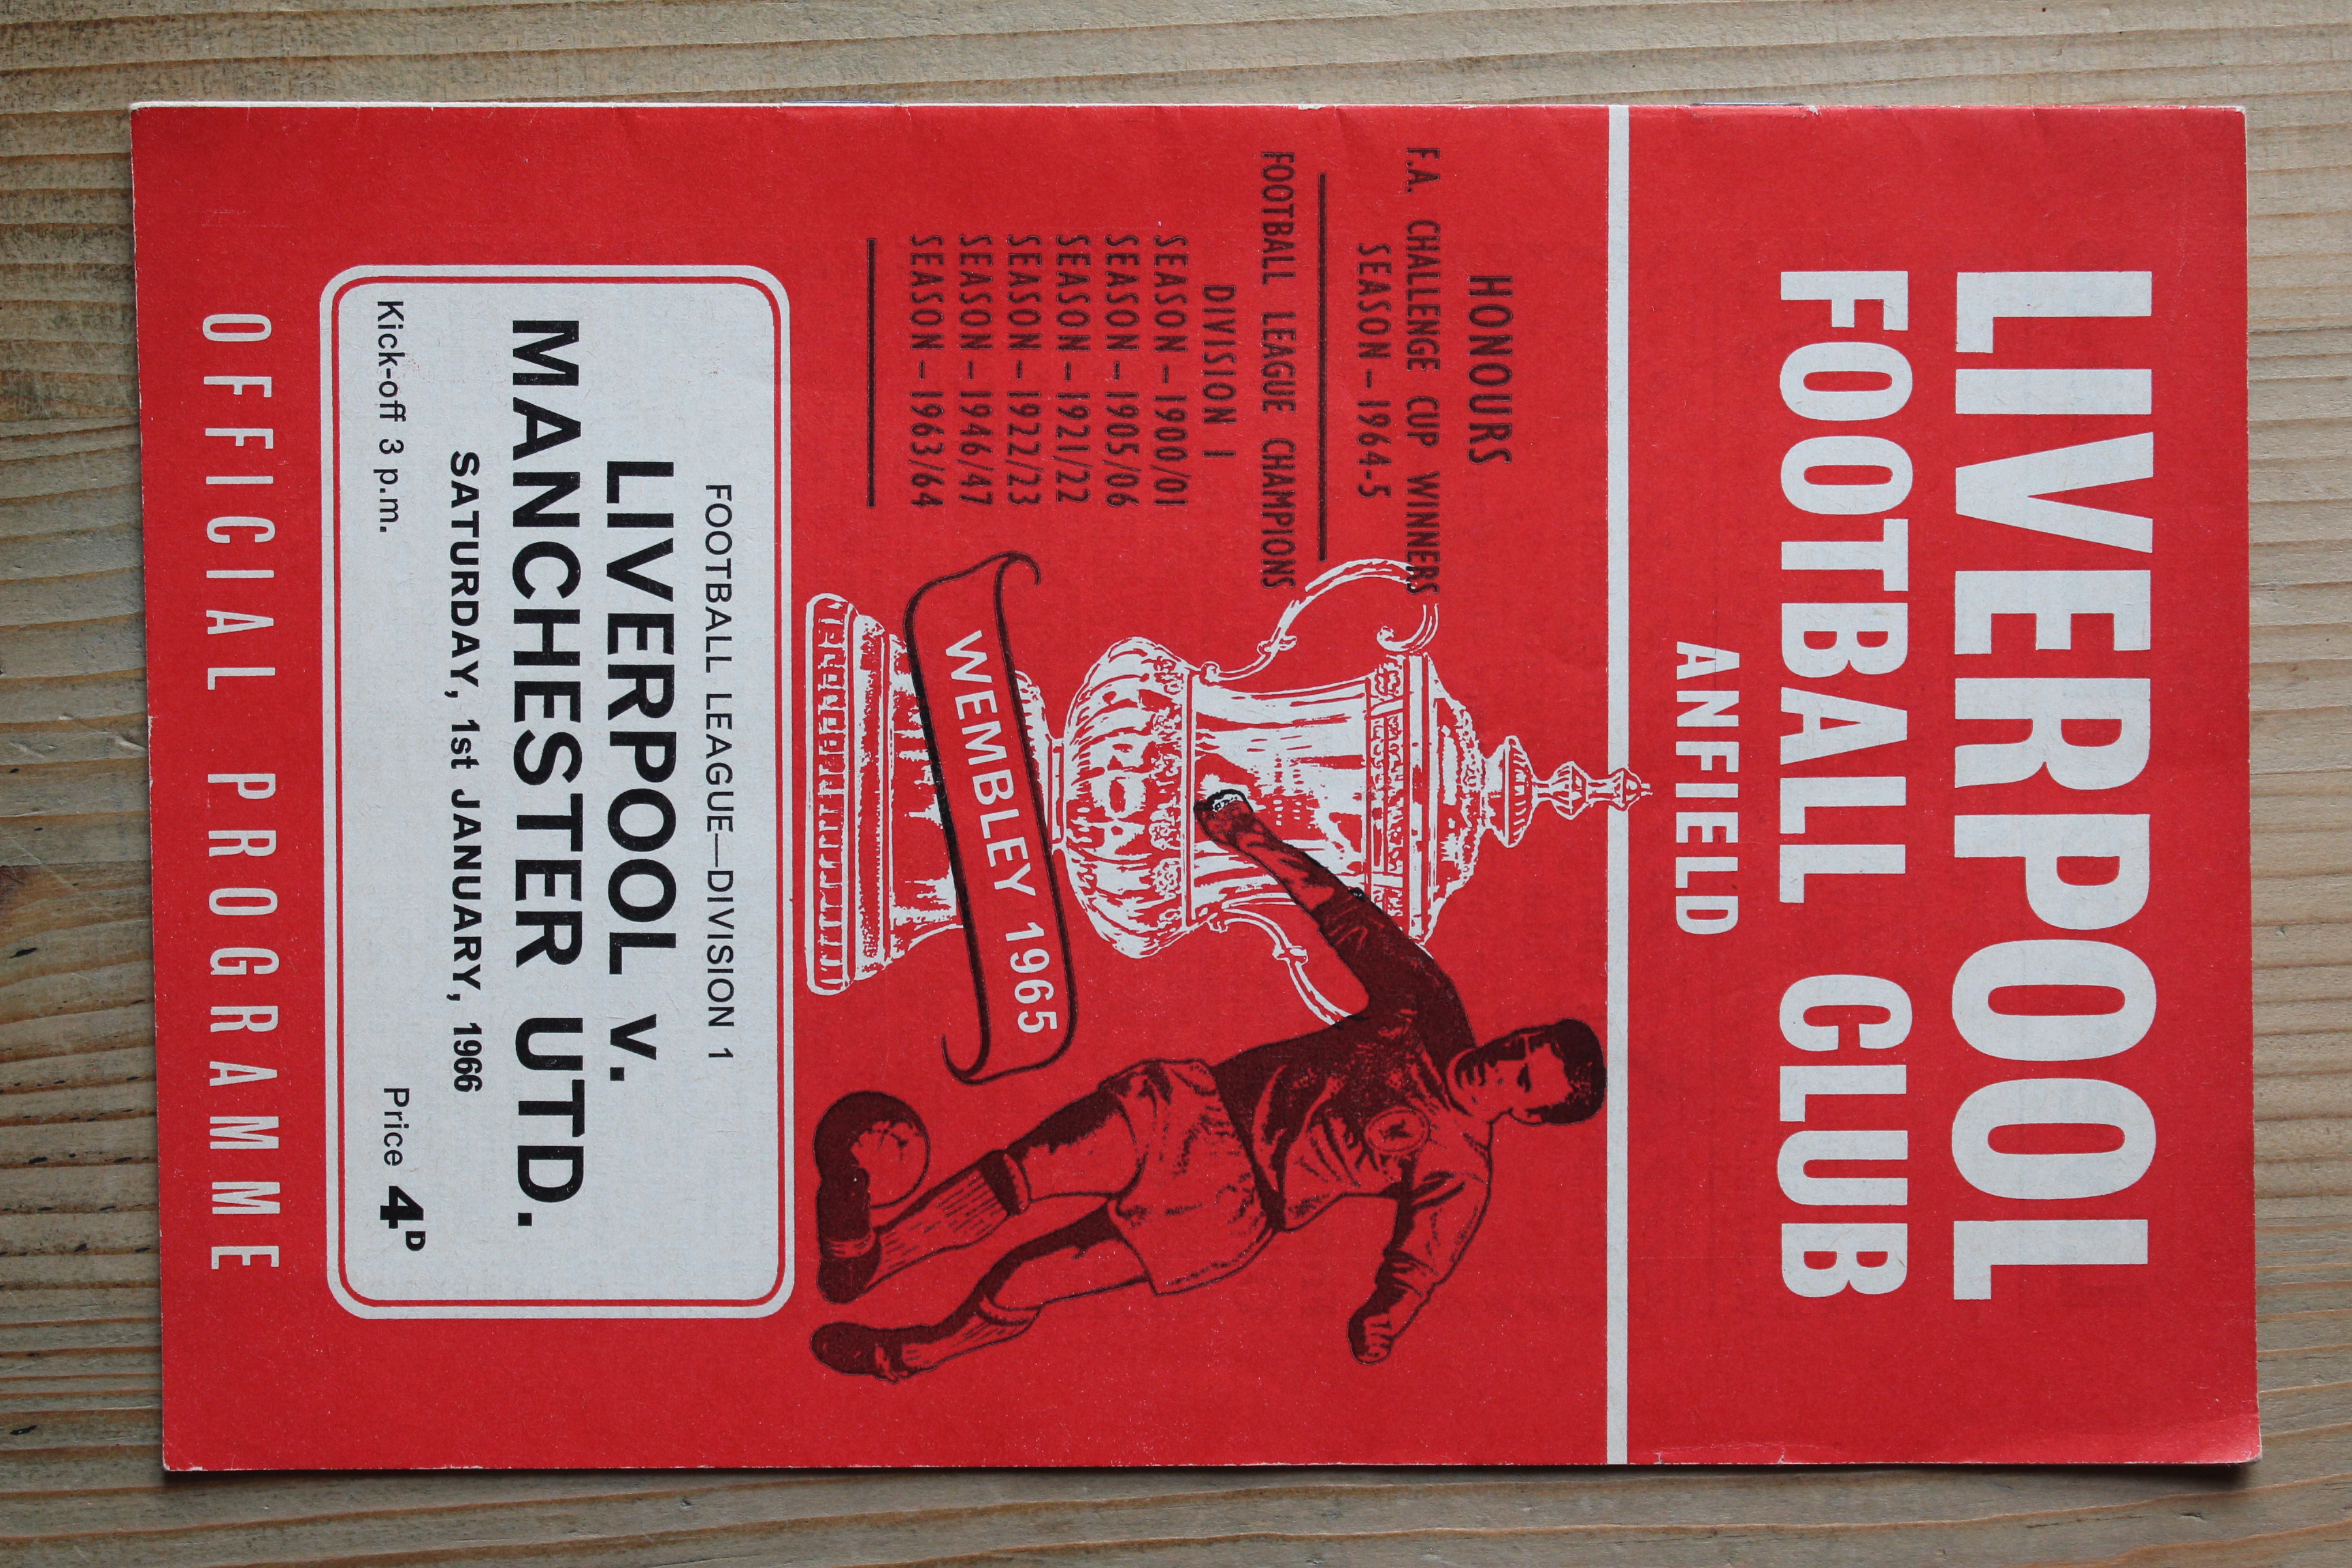 LIVERPOOL
FOOTBALL CLUB
ANFIELD
HONOURS
F.A. CHALLENGE CUP WINNERS
SEASON - 1964-5
FOOTBALL LEAGUE CHAMPIONS
DIVISION 1
SEASON - 1900/01
SEASON - 1905/06
SEASON - 1921/22
SEASON - 1922/23
SEASON - 1946/47
SEASON - 1963/64
WEMBLEY 1965
FOOTBALL LEAGUE—DIVISION 1
LIVERPOOL v.
MANCHESTER UTD.
SATURDAY, 1st JANUARY, 1966
Kick-off 3 p.m. Price 4D
OFFICIAL PROGRAMME